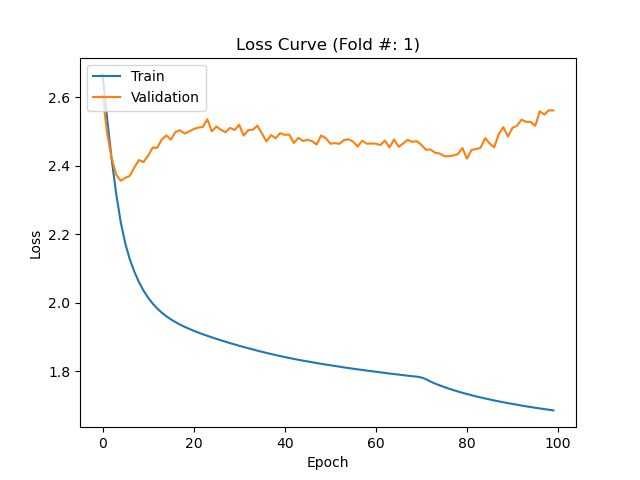 Loss Curve (Fold #: 1)
Train
Validation
Loss
2.6
2.4
2.2
2.0
1.8
0 20 40 60 80 100
Epoch